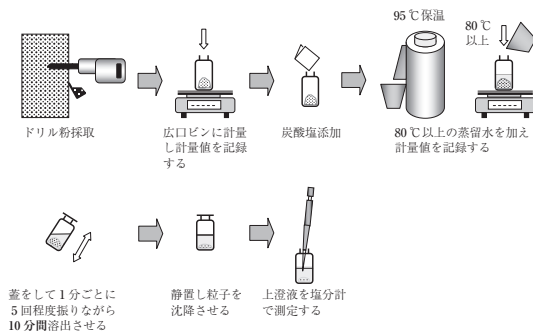 95 ℃ 保温
80 ℃
以上
ドリル粉採取
広口ビンに計量
し計量値を記録
する
炭酸塩添加
80 ℃以上の蒸留水を加え
計量値を記録する
蓋をして 1 分ごとに
5 回程度振りながら
10 分間溶出させる
静置し粒子を
沈降させる
上澄液を塩分計
で測定する